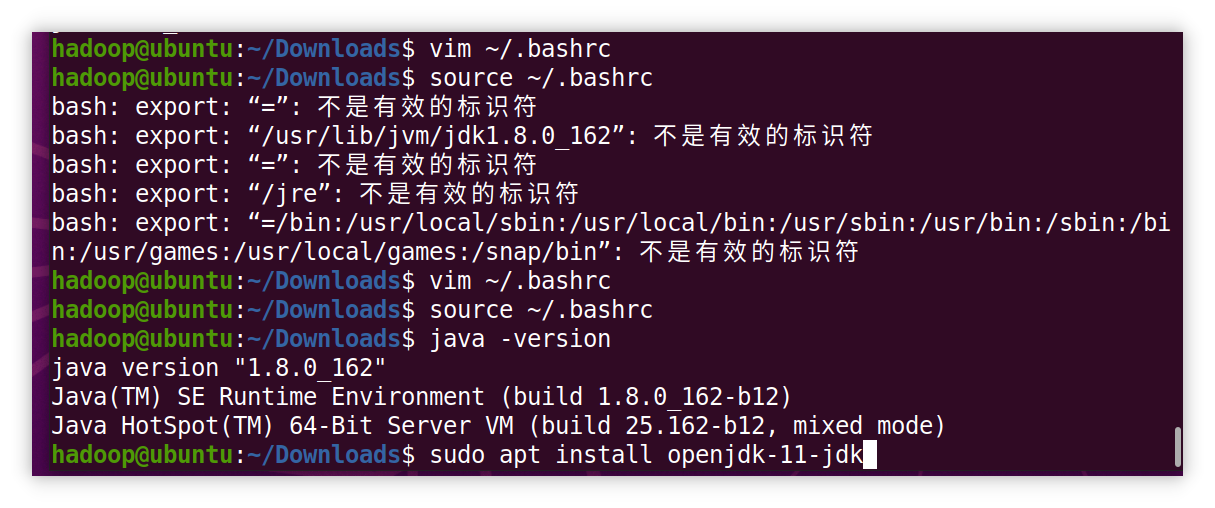 hadoop@ubuntu:~/Downloads$ vim ~/.bashrc
hadoop@ubuntu:~/Downloads$ source ~/.bashrc
bash: export: “=”: 不是有效的标识符
bash: export: “/usr/lib/jvm/jdk1.8.0_162”: 不是有效的标识符
bash: export: “=”: 不是有效的标识符
bash: export: “/jre”: 不是有效的标识符
bash: export: “=/bin:/usr/local/sbin:/usr/local/bin:/usr/sbin:/usr/bin:/sbin:/bi
n:/usr/games:/usr/local/games:/snap/bin”: 不是有效的标识符
hadoop@ubuntu:~/Downloads$ vim ~/.bashrc
hadoop@ubuntu:~/Downloads$ source ~/.bashrc
hadoop@ubuntu:~/Downloads$ java -version
java version "1.8.0_162"
Java(TM) SE Runtime Environment (build 1.8.0_162-b12)
Java HotSpot(TM) 64-Bit Server VM (build 25.162-b12, mixed mode)
hadoop@ubuntu:~/Downloads$ sudo apt install openjdk-11-jdk